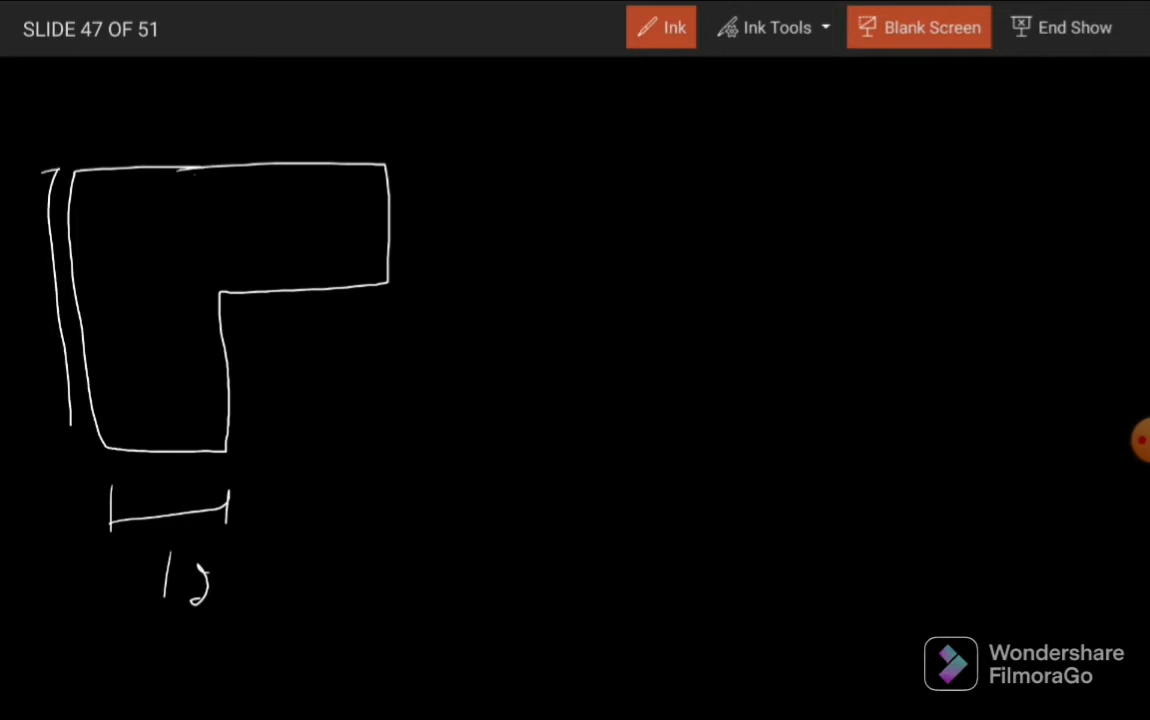 SLIDE 47 OF 51
Ink
Ink Tools
Blank Screen
End Show
12
Wondershare
FilmoraGo